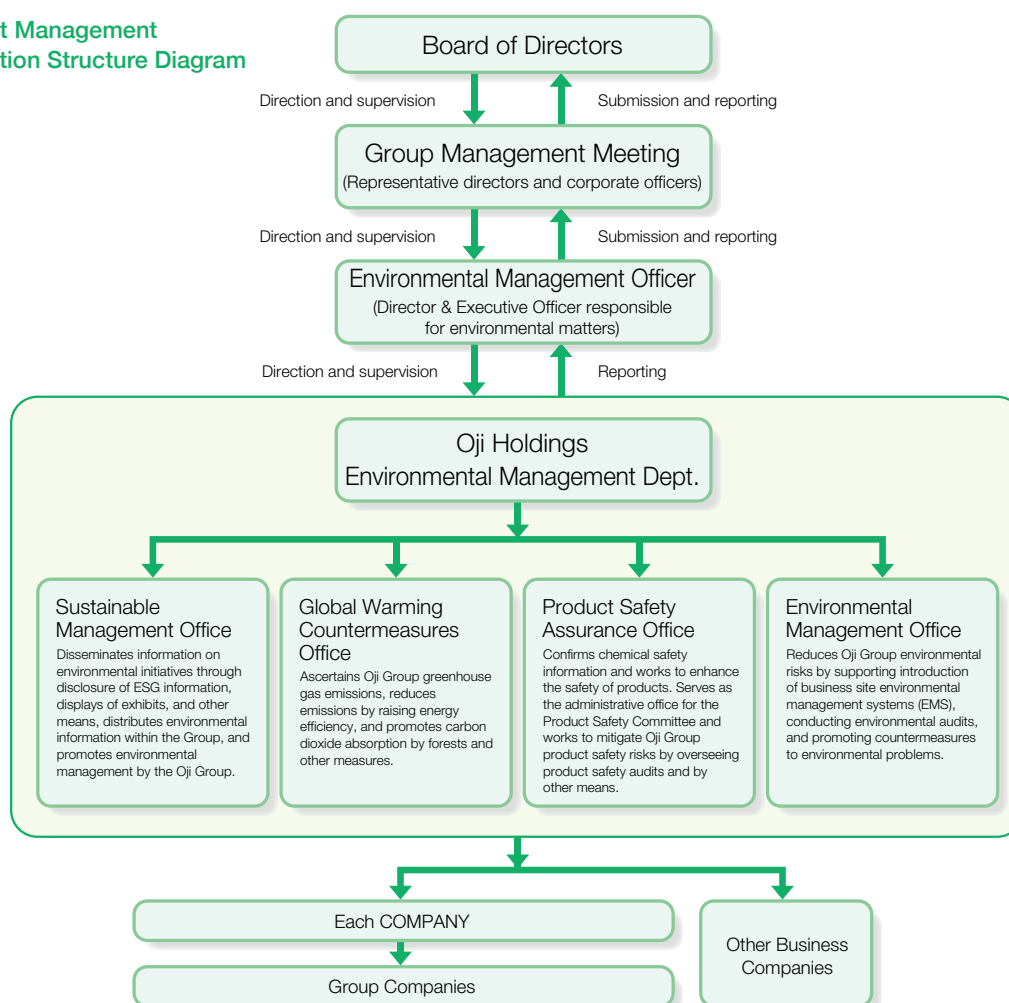 t Management
tion Structure Diagram
Board of Directors
Direction and supervision
Submission and reporting
Group Management Meeting
(Representative directors and corporate officers)
Direction and supervision
Submission and reporting
Environmental Management Officer
(Director & Executive Officer responsible
for environmental matters)
Direction and supervision
Reporting
Oji Holdings
Environmental Management Dept.
Sustainable
Management Office
Disseminates information on
environmental initiatives through
disclosure of ESG information,
displays of exhibits, and other
means, distributes environmental
information within the Group, and
promotes environmental
management by the Oji Group.
Global Warming
Countermeasures
Office
Ascertains Oji Group greenhouse
gas emissions, reduces
emissions by raising energy
efficiency, and promotes carbon
dioxide absorption by forests and
other measures.
Product Safety
Assurance Office
Confirms chemical safety
information and works to enhance
the safety of products. Serves as
the administrative office for the
Product Safety Committee and
works to mitigate Oji Group
product safety risks by overseeing
product safety audits and by
other means.
Environmental
Management Office
Reduces Oji Group environmental
risks by supporting introduction
of business site environmental
management systems (EMS),
conducting environmental audits,
and promoting countermeasures
to environmental problems.
Each COMPANY
Group Companies
Other Business
Companies